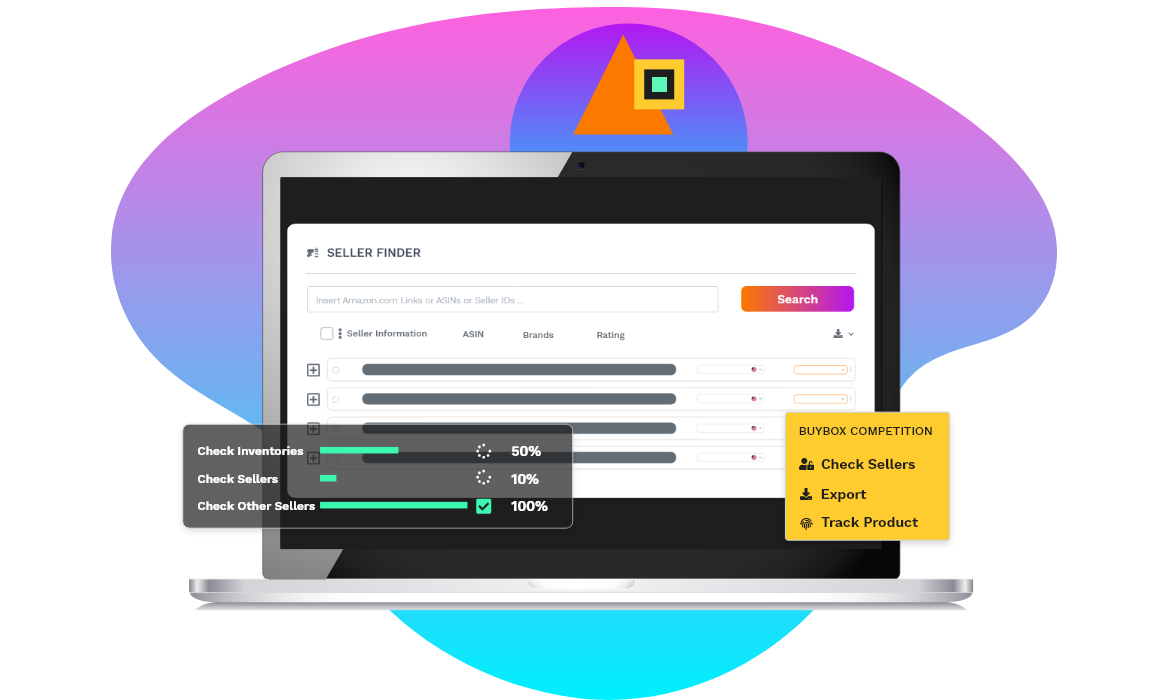 SELLER FINDER
Insert Amazon.com Links or ASINs or Seller IDs ...
Search
Seller Information ASIN Brands Rating
Check Inventories 50%
Check Sellers 10%
Check Other Sellers 100%
BUYBOX COMPETITION
Check Sellers
Export
Track Product